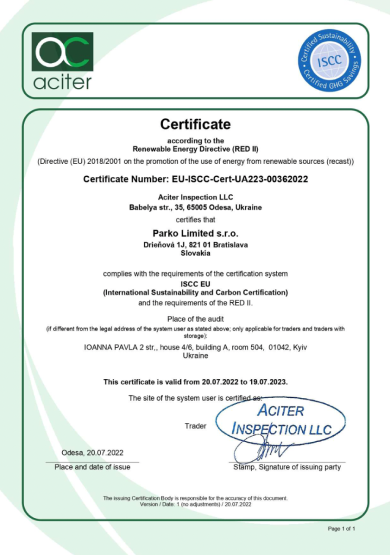 ac
aciter
Certified Sustainability
ISCC
Certified GHG Savings
Certificate
according to the
Renewable Energy Directive (RED II)
(Directive (EU) 2018/2001 on the promotion of the use of energy from renewable sources (recast))
Certificate Number: EU-ISCC-Cert-UA223-00362022
Aciter Inspection LLC
Babelya str., 35, 65005 Odesa, Ukraine
certifies that
Parko Limited s.r.o.
Drieňová 1J, 821 01 Bratislava
Slovakia
complies with the requirements of the certification system
ISCC EU
(International Sustainability and Carbon Certification)
and the requirements of the RED II.
Place of the audit
(if different from the legal address of the system user as stated above; only applicable for traders and traders with
storage):
IOANNA PAVLA 2 str,, house 4/6, building A, room 504, 01042, Kyiv
Ukraine
This certificate is valid from 20.07.2022 to 19.07.2023.
The site of the system user is certified as:
Trader
ACITER
INSPECTION LLC
Odesa, 20.07.2022
Place and date of issue
Stamp, Signature of issuing party
The issuing Certification Body is responsible for the accuracy of this document.
Version / Date: 1 (no adjustments) / 20.07.2022
Page 1 of 1